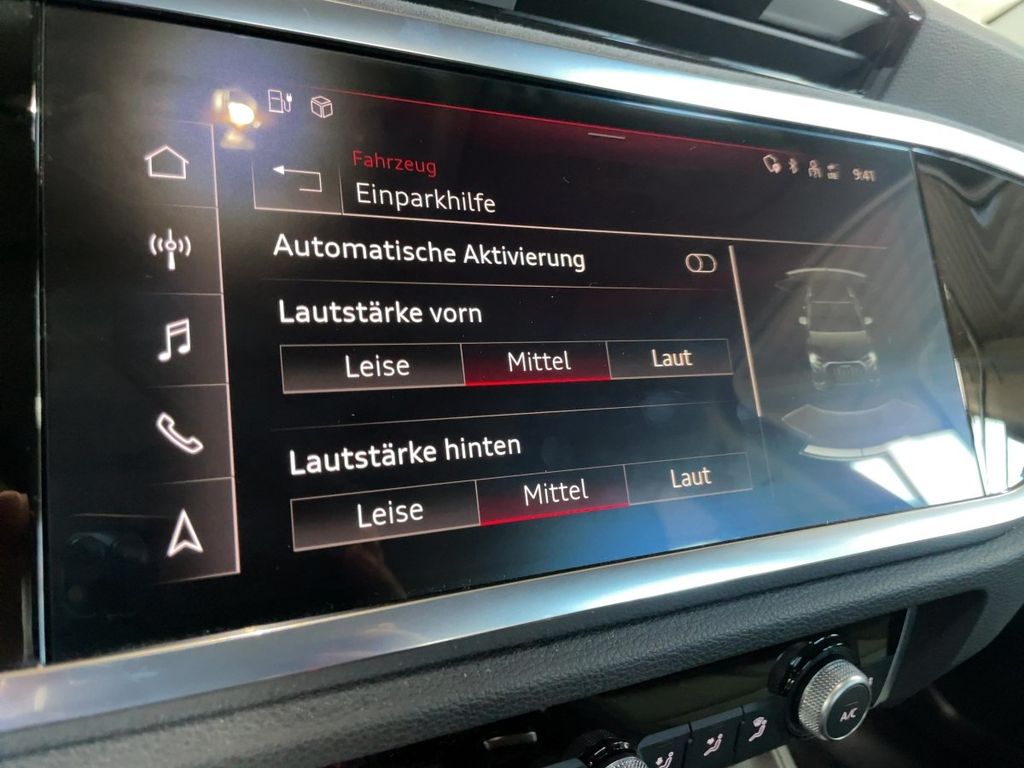 9:41
Fahrzeug
Einparkhilfe
Automatische Aktivierung
Lautstärke vorn
Leise Mittel Laut
Lautstärke hinten
Leise Mittel Laut
A/C